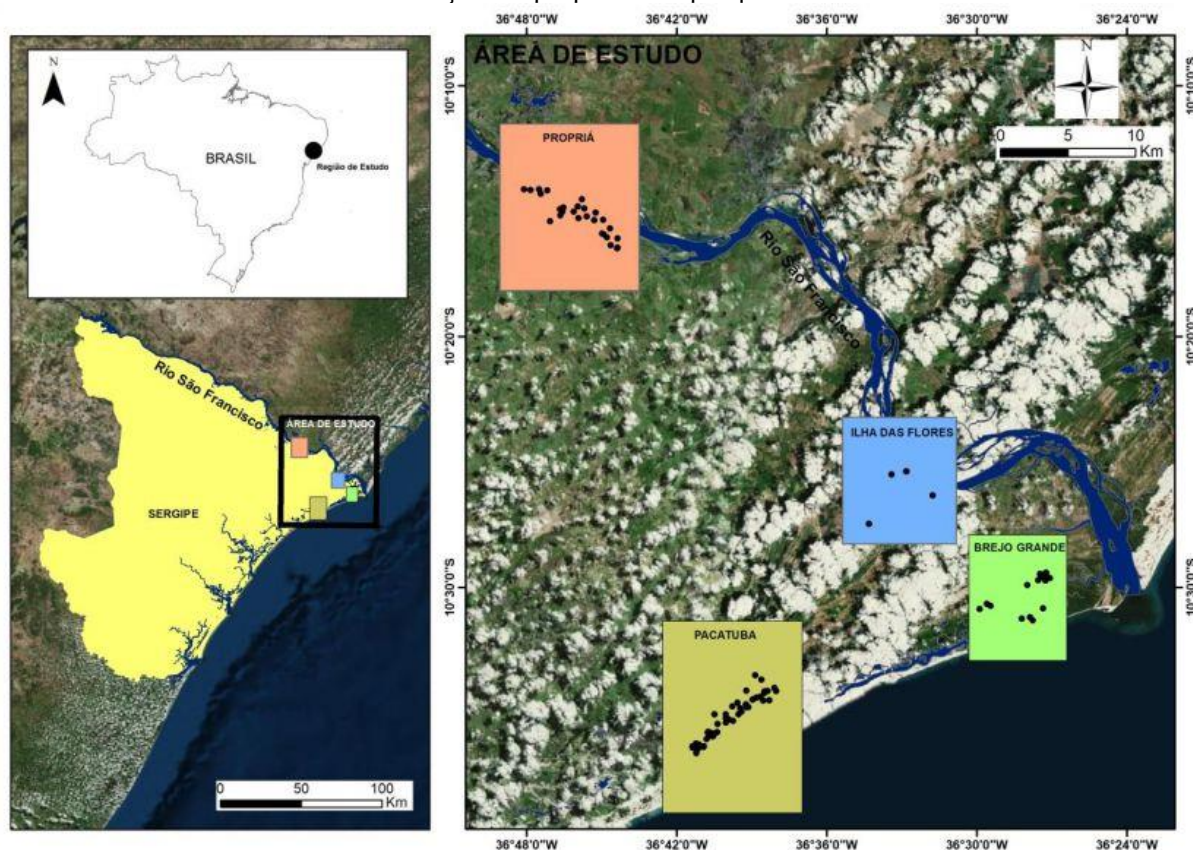 36°48'0"W 36°42'0"W 36°36'0"W 36°30'0"W 36°24'0"W
N
BRASIL
Região de Estudo
Rio São Francisco
ÁREA DE ESTUDO
SERGIPE
0 50 100
Km
ÁREA DE ESTUDO
N
0 5 10
Km
10°10'0"S
10°20'0"S
10°30'0"S
PROPRIÁ
Rio São Francisco
ILHA DAS FLORES
BREJO GRANDE
PACATUBA
10°10'0"S
10°20'0"S
10°30'0"S
36°48'0"W 36°42'0"W 36°36'0"W 36°30'0"W 36°24'0"W